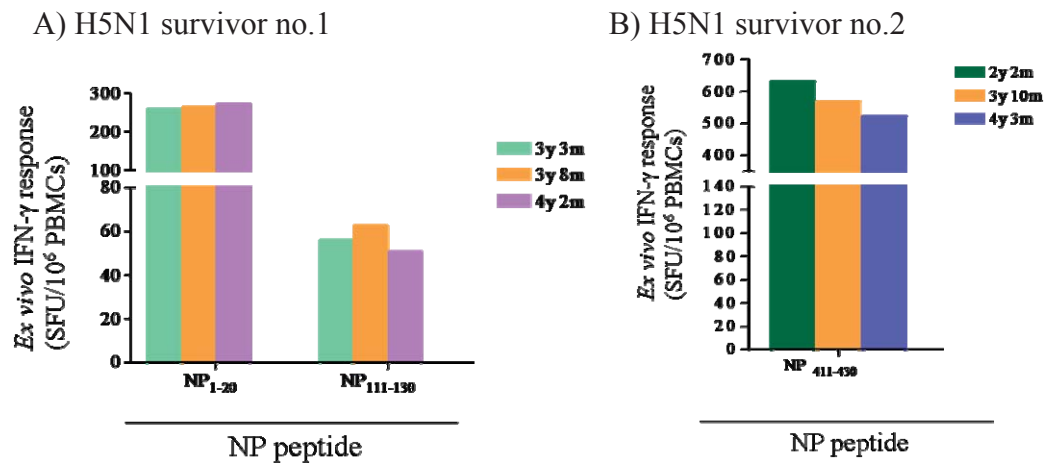 A) H5N1 survivor no.1
Ex vivo IFN-γ response
(SFU/10⁶ PBMCs)
300
200
100
80
60
40
20
0
NP₁₋₂₀
NP₁₁₁₋₁₃₀
NP peptide
3y 3m
3y 8m
4y 2m
B) H5N1 survivor no.2
Ex vivo IFN-γ response
(SFU/10⁶ PBMCs)
700
600
500
400
140
120
100
80
60
40
20
0
NP ₄₁₁₋₄₃₀
NP peptide
2y 2m
3y 10m
4y 3m